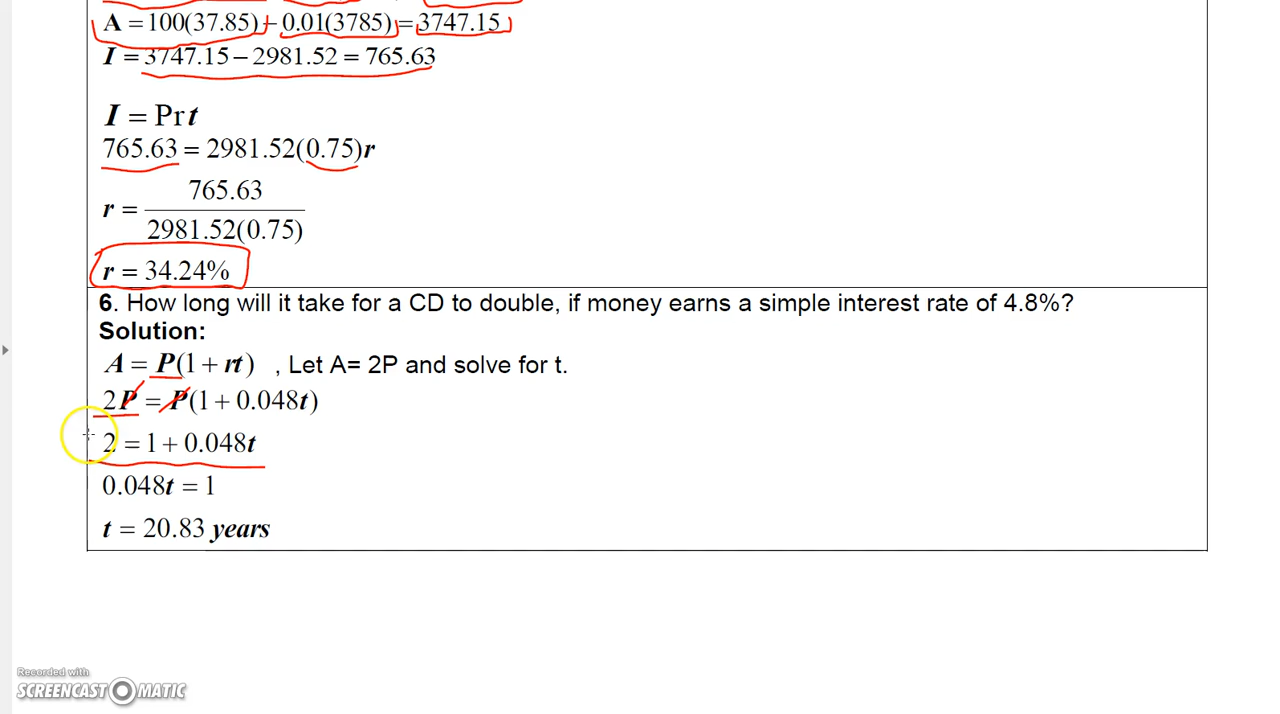 A = 100(37.85) − 0.01(3785) = 3747.15
I = 3747.15 − 2981.52 = 765.63
I = Prt
765.63 = 2981.52(0.75)r
r = 765.63 / 2981.52(0.75)
r = 34.24%
6. How long will it take for a CD to double, if money earns a simple interest rate of 4.8%?
Solution:
A = P(1 + rt) , Let A= 2P and solve for t.
2P = P(1 + 0.048t)
2 = 1 + 0.048t
0.048t = 1
t = 20.83 years
Recorded with
SCREENCAST O MATIC